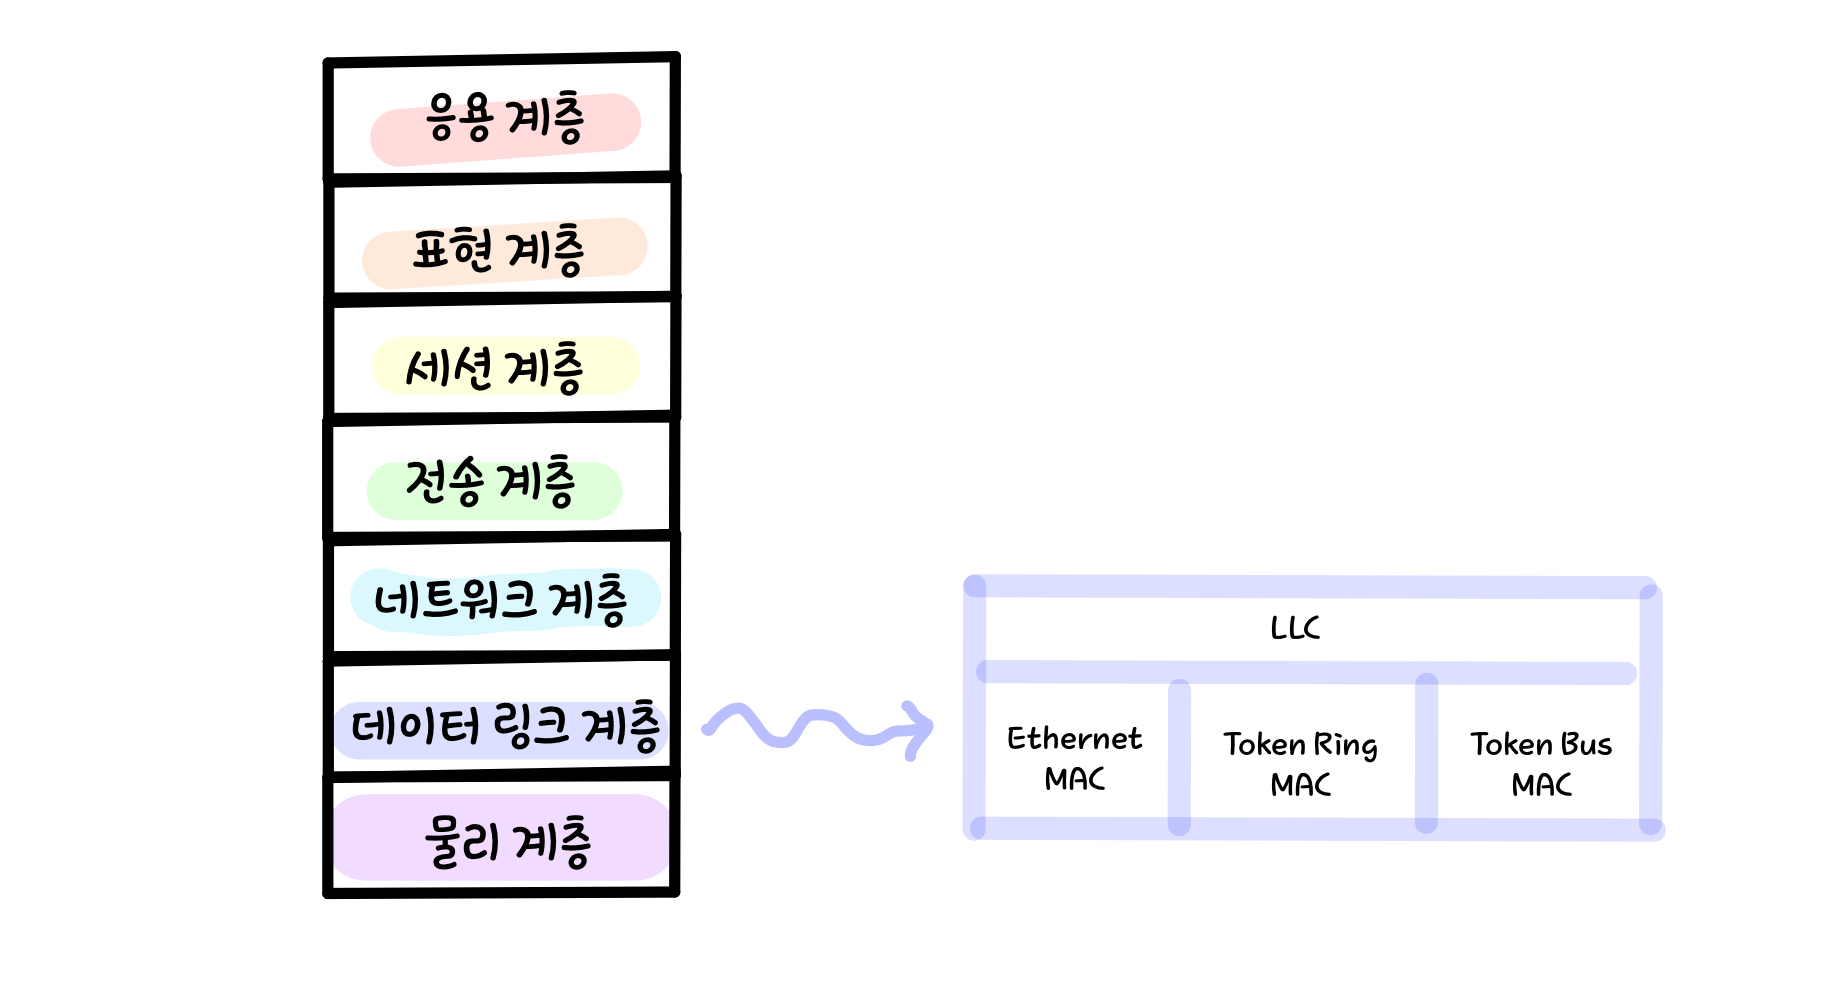 응용 계층
표현 계층
세션 계층
전송 계층
네트워크 계층
데이터 링크 계층
물리 계층
LLC
Ethernet
MAC
Token Ring
MAC
Token Bus
MAC